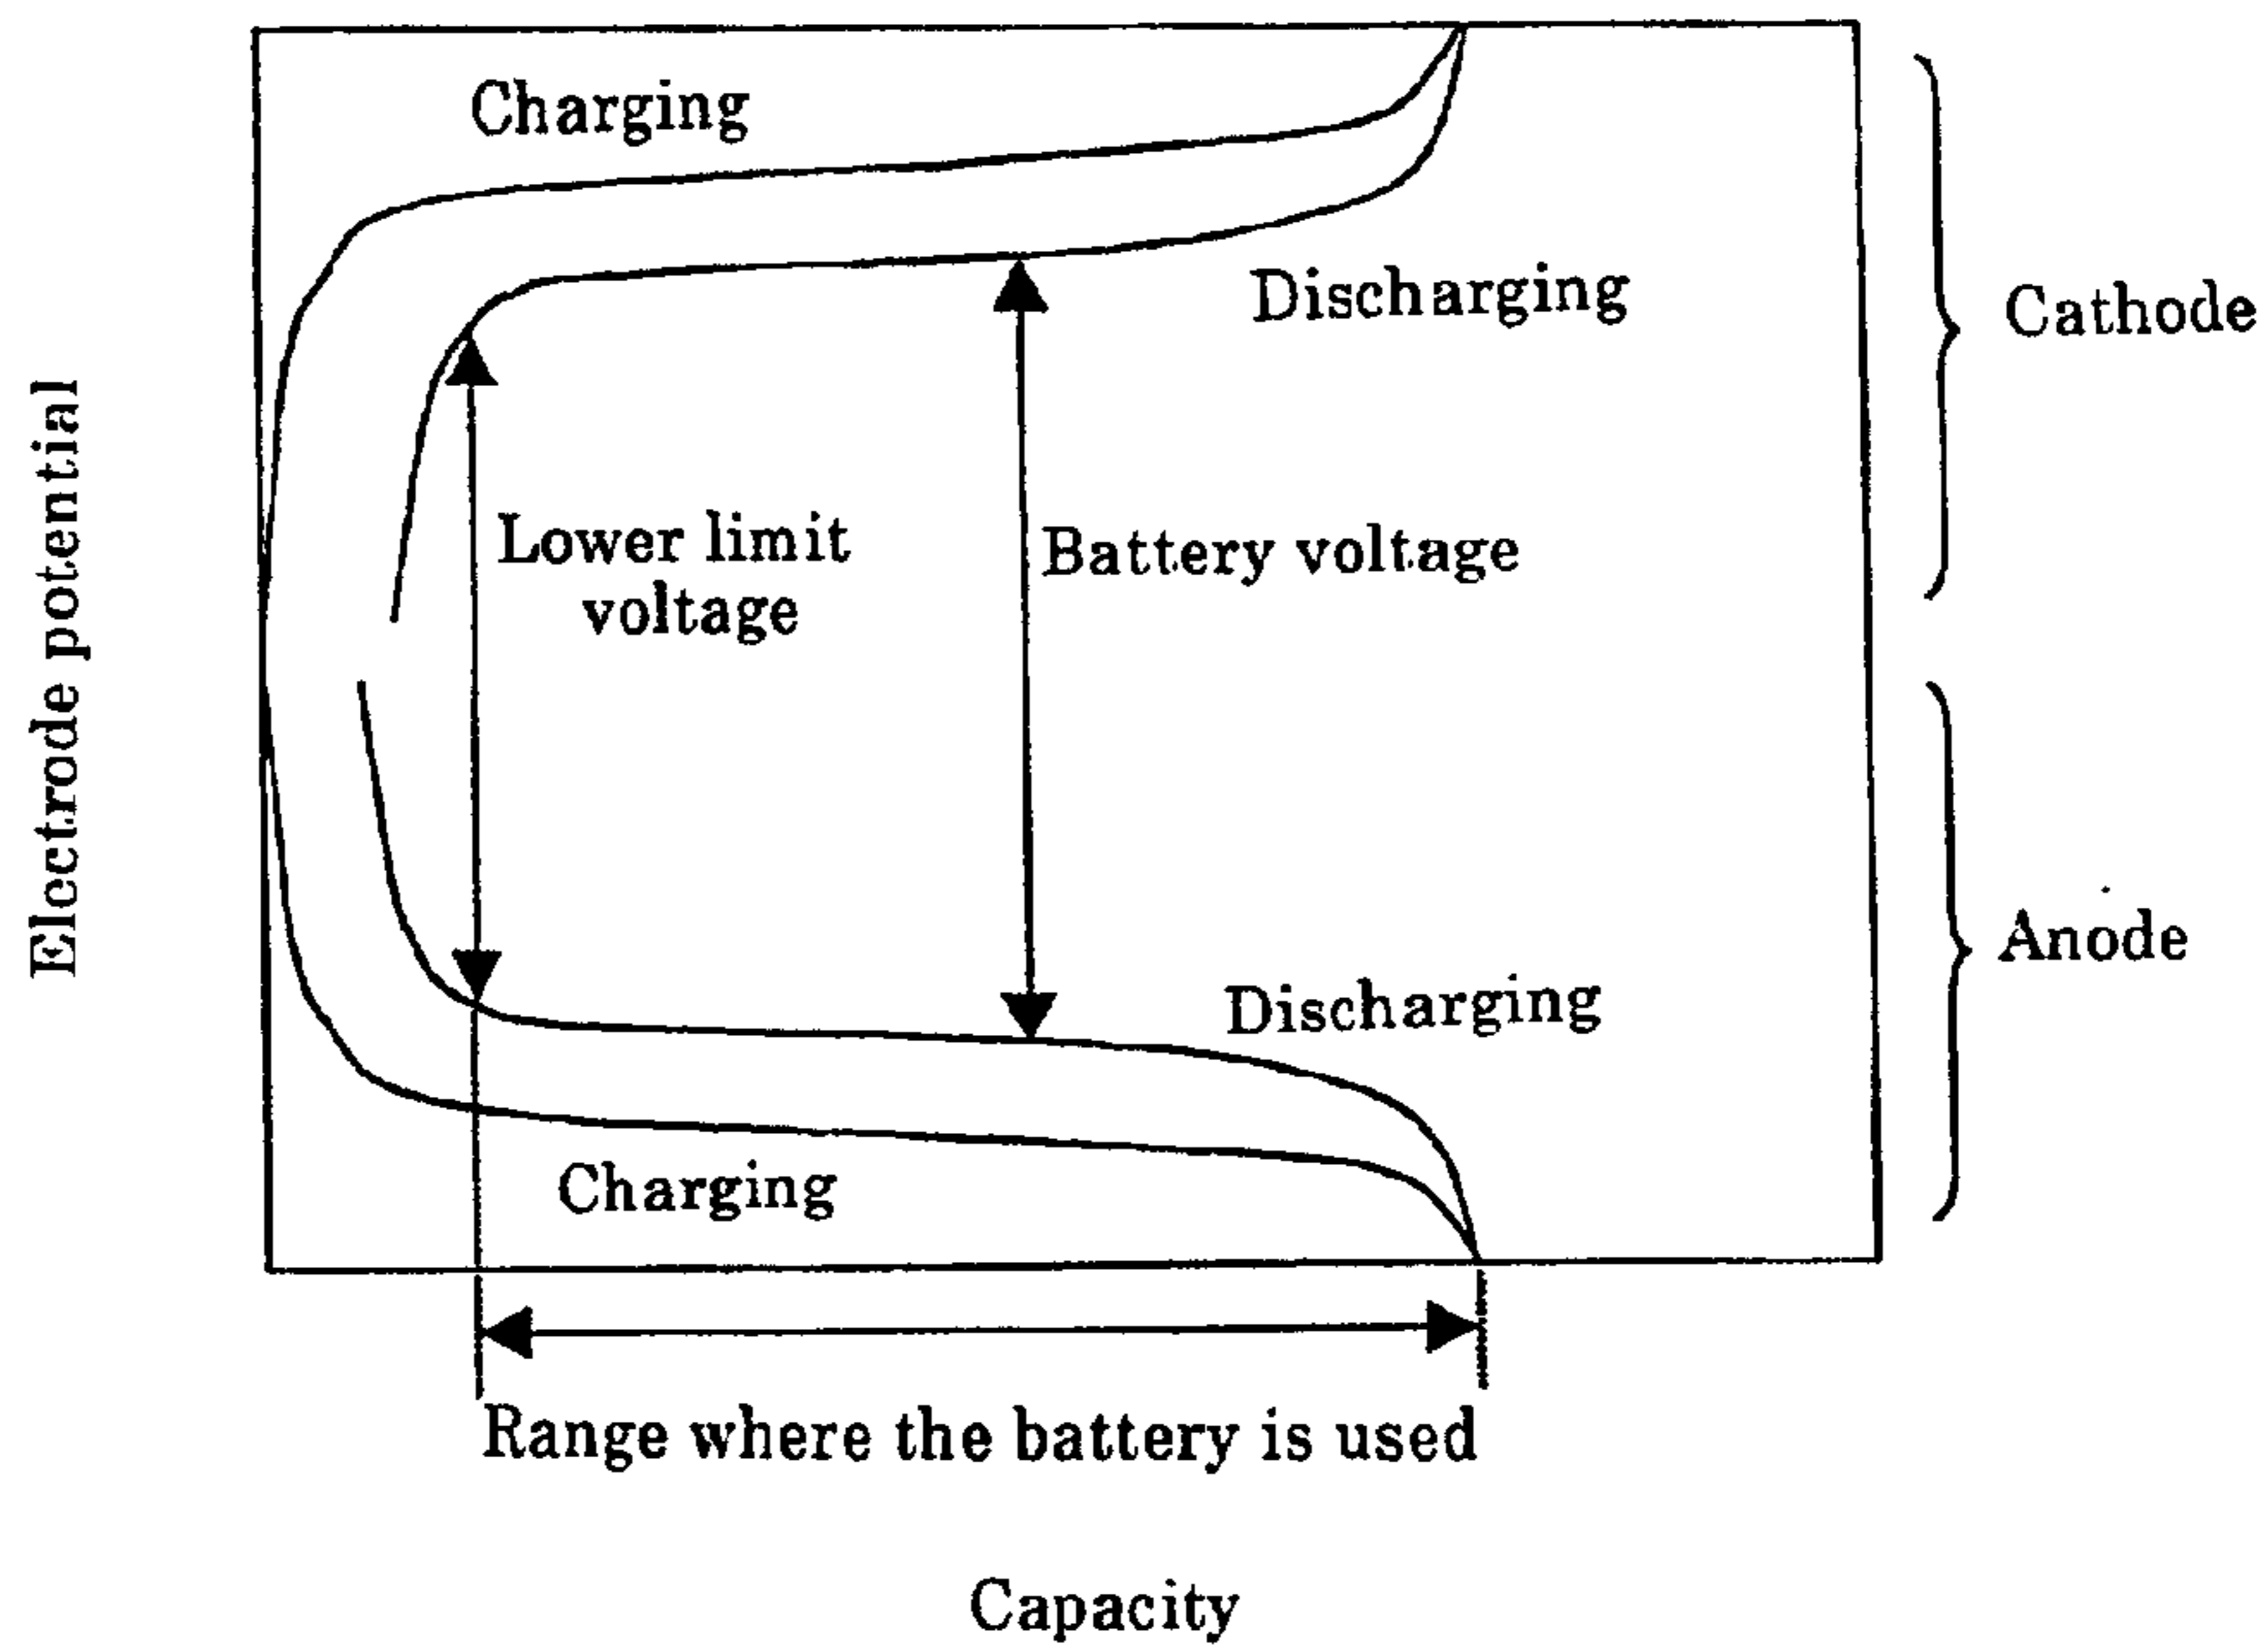 Charging
Discharging
Cathode
Electrode potential
Lower limit
voltage
Battery voltage
Anode
Discharging
Charging
Range where the battery is used
Capacity